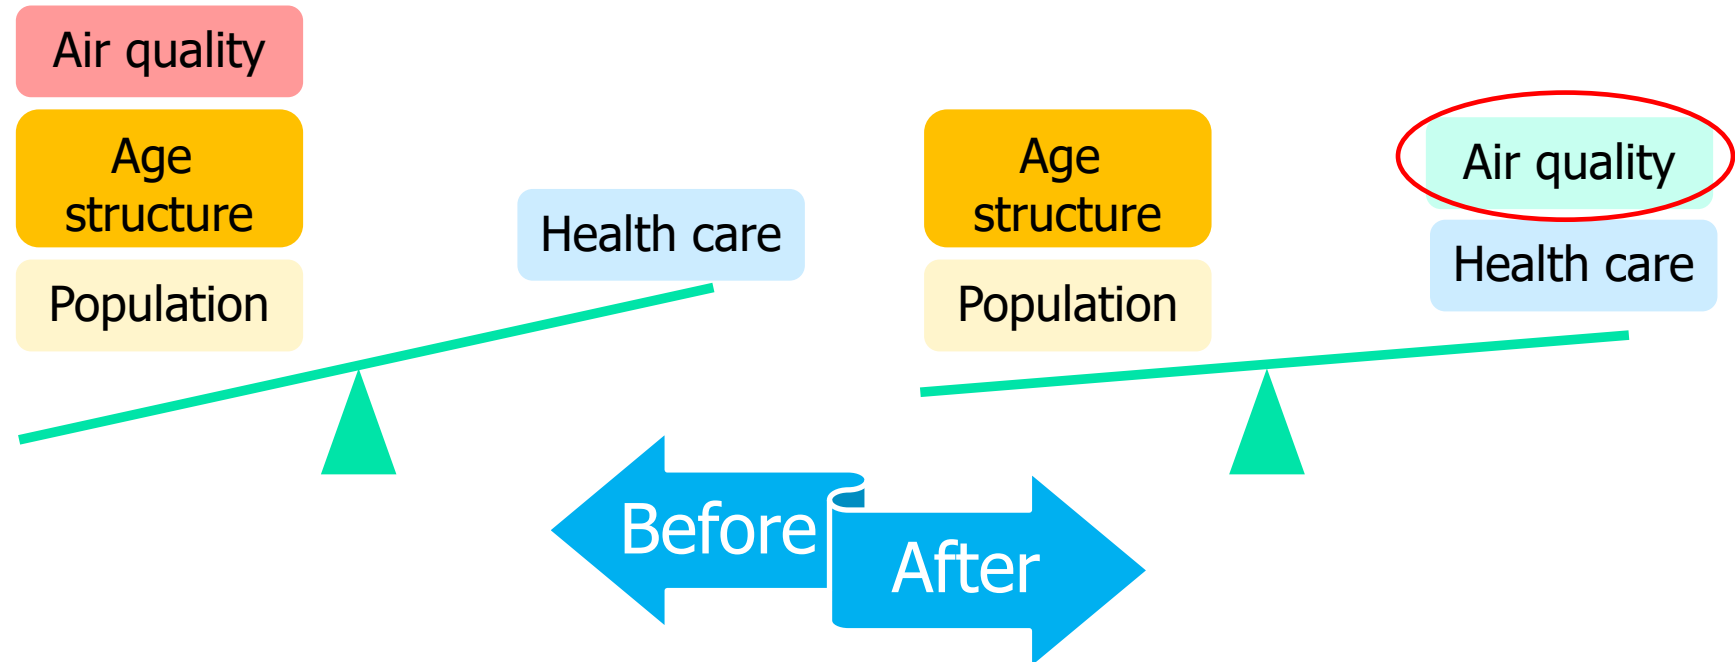 Air quality
Age
structure
Population
Health care
Age
structure
Population
Air quality
Health care
Before
After